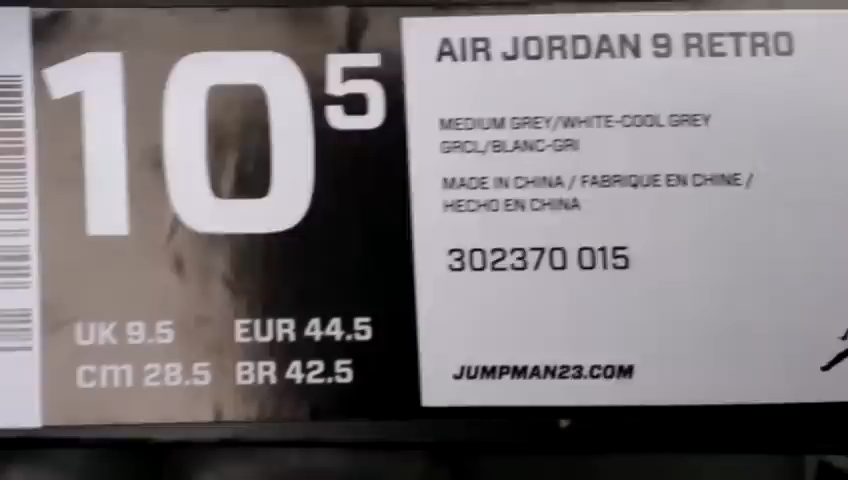 10⁵
UK 9.5 EUR 44.5
cm 28.5 BR 42.5
AIR JORDAN 9 RETRO
MEDIUM GREY/WHITE-COOL GREY
GRCL/BLANC-GRI
MADE IN CHINA / FABRIQUE EN CHINE /
HECHO EN CHINA
302370 015
JUMPMAN23.COM